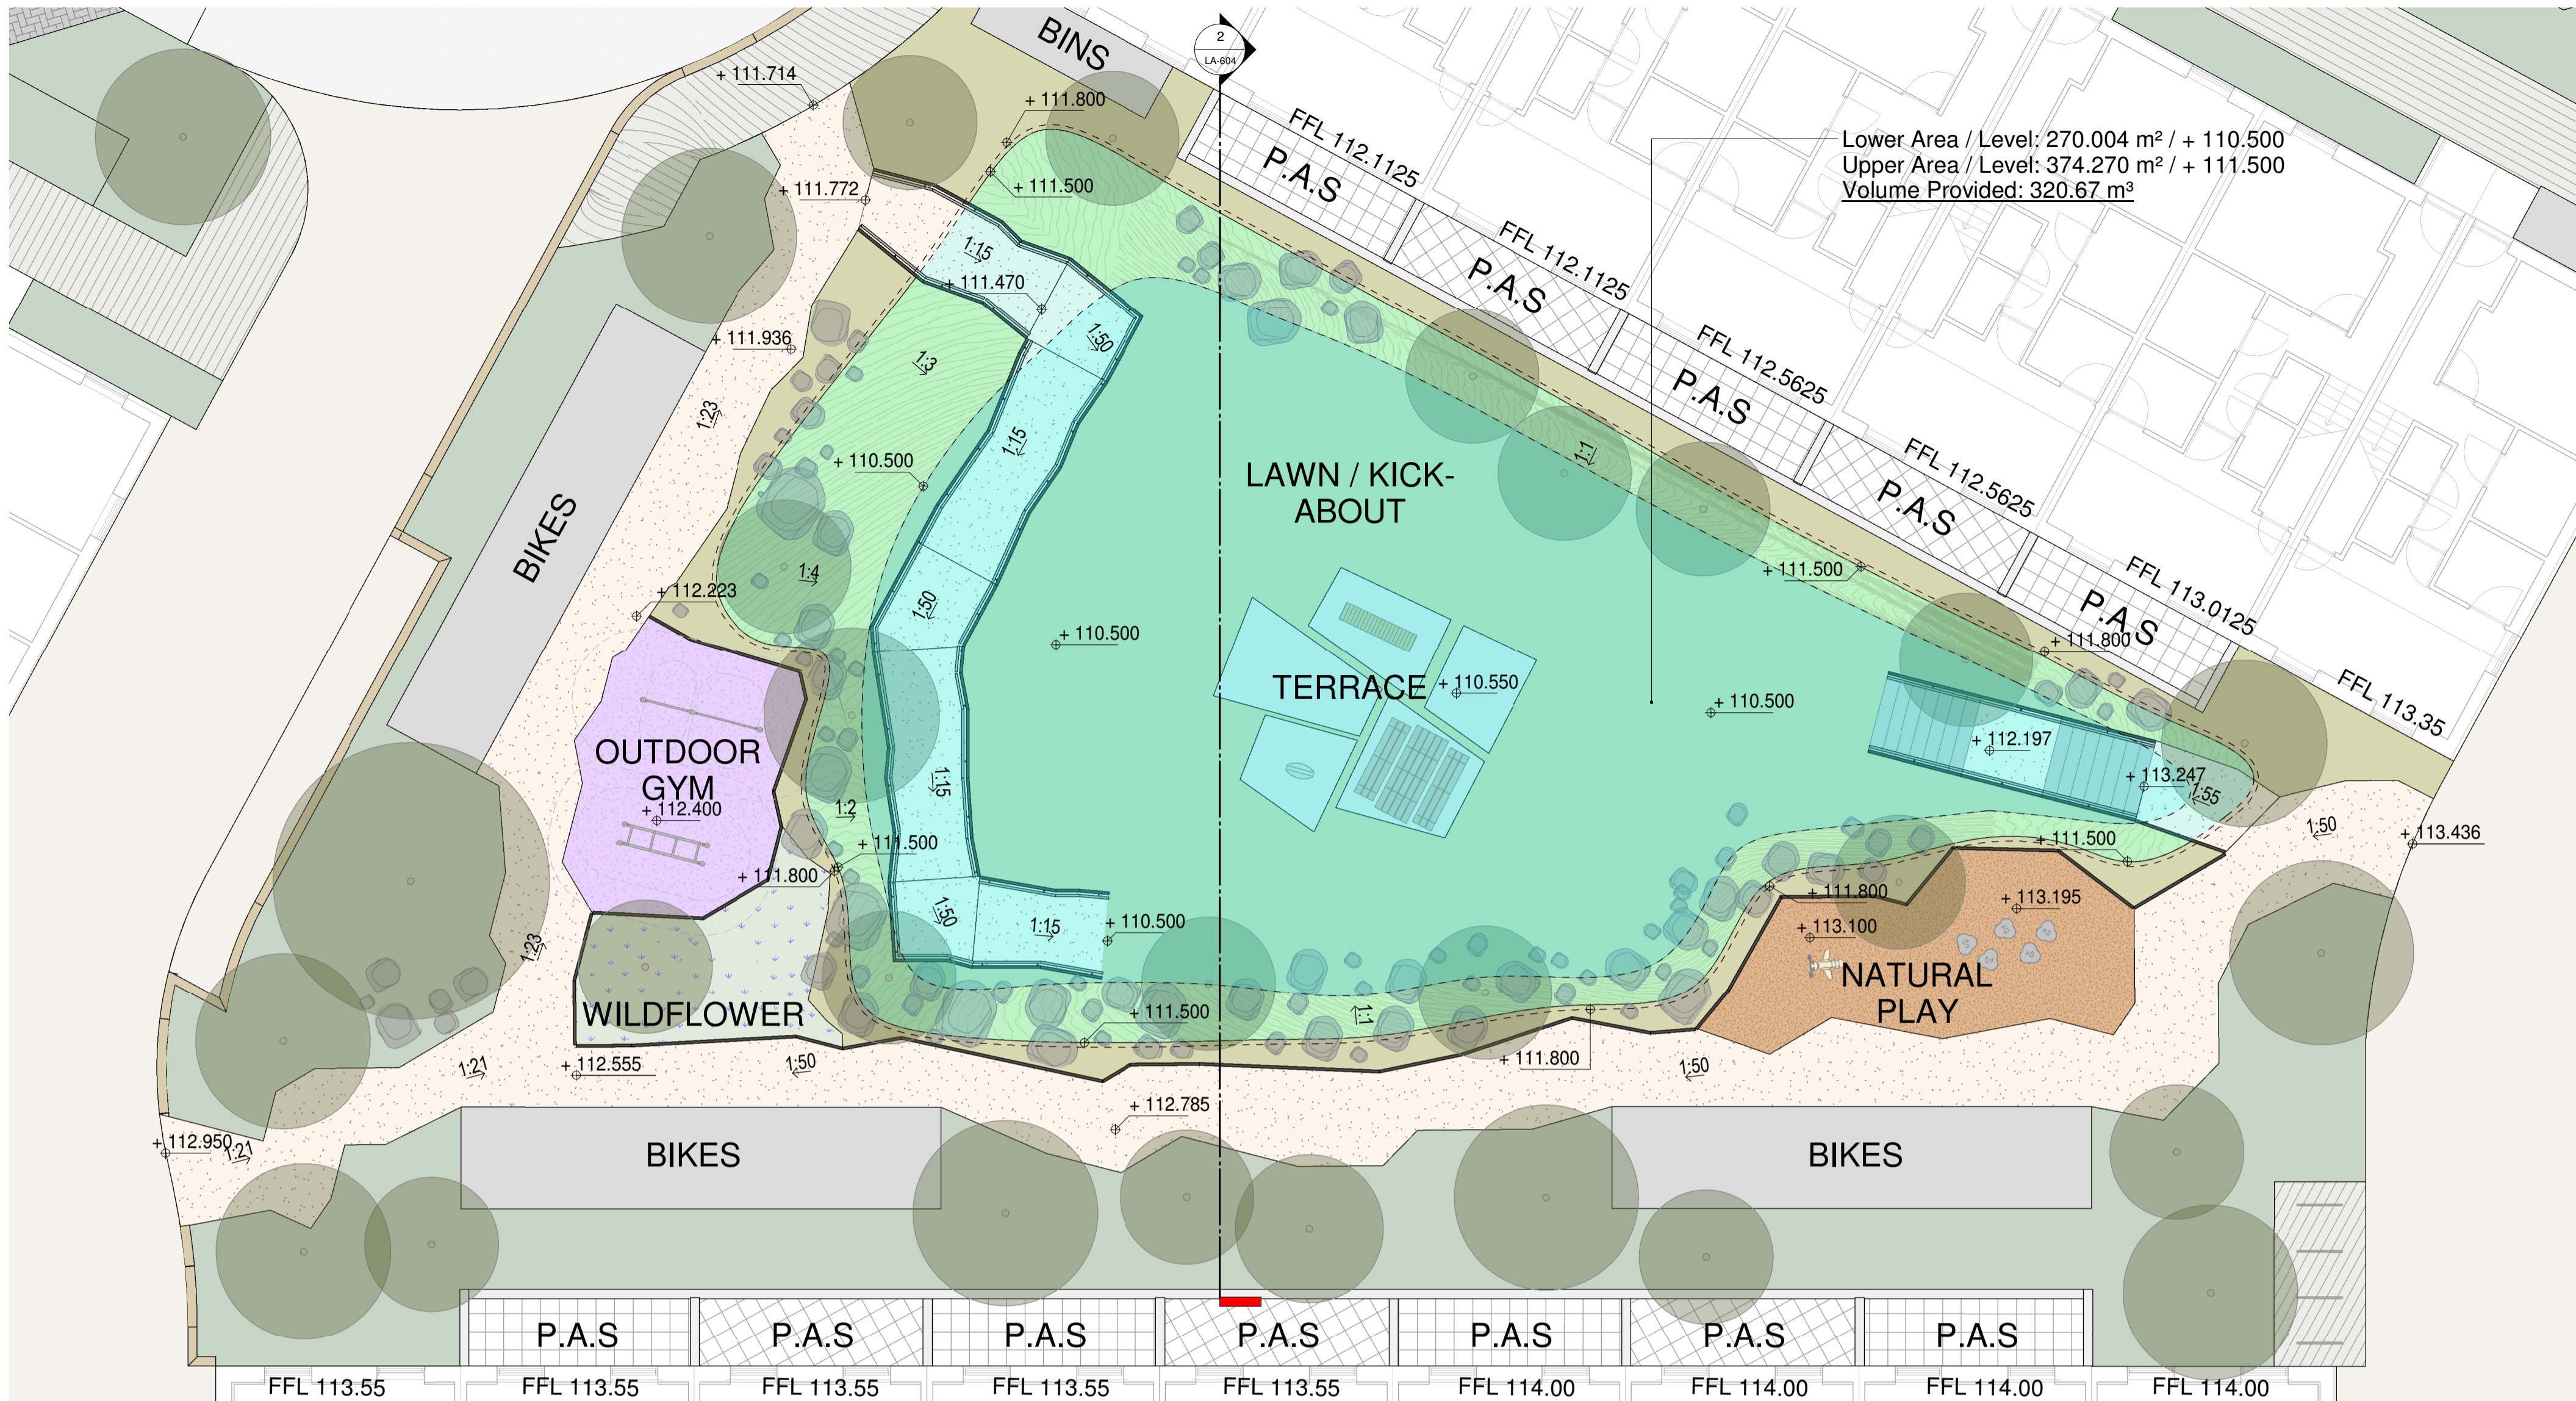 BINS
2
LA-604
+ 111.714
+ 111.800
FFL 112.1125
Lower Area / Level: 270.004 m² / + 110.500
Upper Area / Level: 374.270 m² / + 111.500
Volume Provided: 320.67 m³
P.A.S
+ 111.772
+ 111.500
FFL 112.1125
1:15
P.A.S
+ 111.470
+ 111.936
1:50
FFL 112.5625
1:3
P.A.S
1:23
1:15
+ 110.500
LAWN / KICK-
ABOUT
1:1
FFL 112.5625
P.A.S
BIKES
1:4
+ 111.500
FFL 113.0125
+ 112.223
1:50
P.A.S
+ 110.500
+ 111.800
TERRACE
+ 110.550
+ 110.500
FFL 113.35
OUTDOOR
GYM
+ 112.400
1:15
+ 112.197
+ 113.247
1:55
1:2
+ 111.500
+ 111.500
1:50
+ 113.436
+ 111.800
+ 111.800
+ 113.195
1:50
1:15
+ 110.500
+ 113.100
1:23
NATURAL
PLAY
WILDFLOWER
+ 111.500
1:1
1:21
+ 112.555
1:50
+ 111.800
1:50
+ 112.785
+ 112.950
1:21
BIKES
BIKES
P.A.S
P.A.S
P.A.S
P.A.S
P.A.S
P.A.S
P.A.S
FFL 113.55
FFL 113.55
FFL 113.55
FFL 113.55
FFL 113.55
FFL 114.00
FFL 114.00
FFL 114.00
FFL 114.00